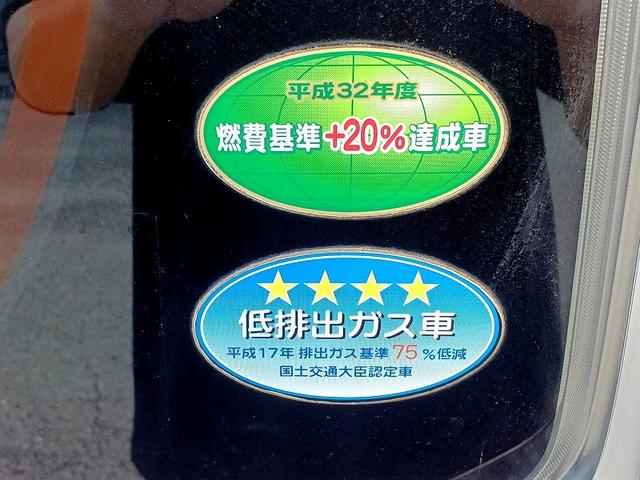 平成32年度
燃費基準+20%達成車
★★★★
低排出ガス車
平成17年 排出ガス基準 75 %低減
国土交通大臣認定車